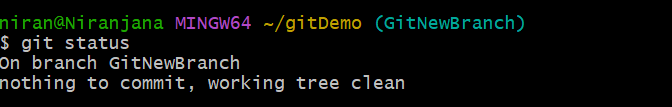 niran@Niranjana MINGW64 ~/gitDemo (GitNewBranch)
$ git status
On branch GitNewBranch
nothing to commit, working tree clean